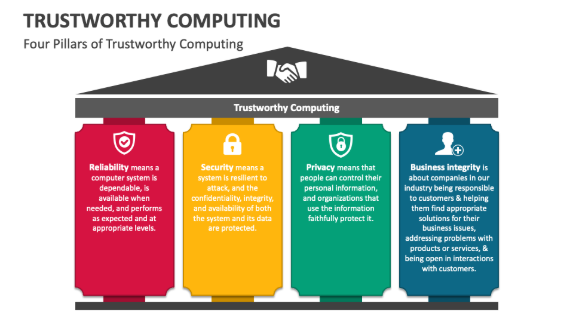 TRUSTWORTHY COMPUTING
Four Pillars of Trustworthy Computing
Trustworthy Computing
Reliability means a
computer system is
dependable, is
available when
needed, and performs
as expected and at
appropriate levels.
Security means a
system is resilient to
attack, and the
confidentiality, integrity,
and availability of both
the system and its data
are protected.
Privacy means that
people can control their
personal information,
and organizations that
use the information
faithfully protect it.
Business integrity is
about companies in our
industry being responsible
to customers & helping
them find appropriate
solutions for their
business issues,
addressing problems with
products or services, &
being open in interactions
with customers.